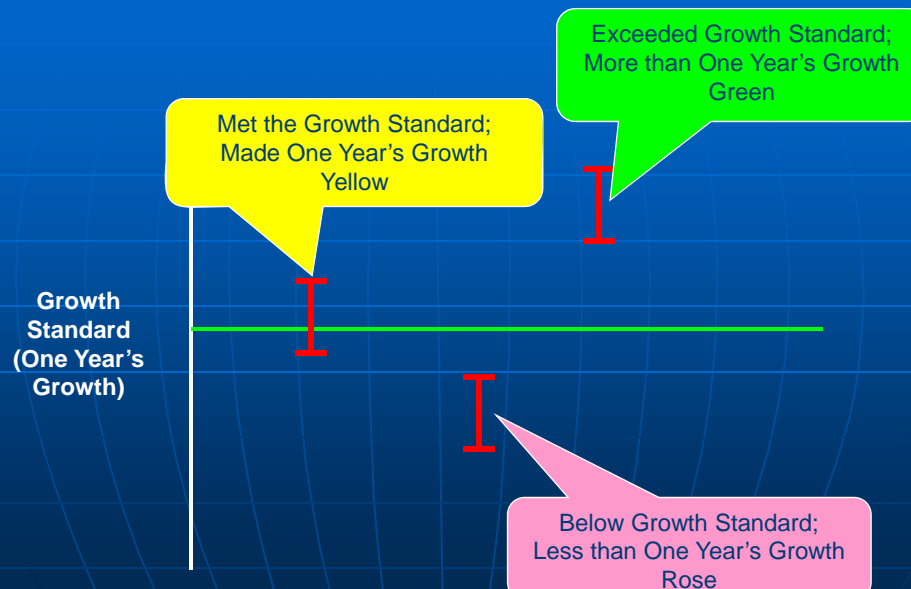 Exceeded Growth Standard;
More than One Year's Growth
Green
Met the Growth Standard;
Made One Year's Growth
Yellow
Growth
Standard
(One Year's
Growth)
Below Growth Standard;
Less than One Year's Growth
Rose